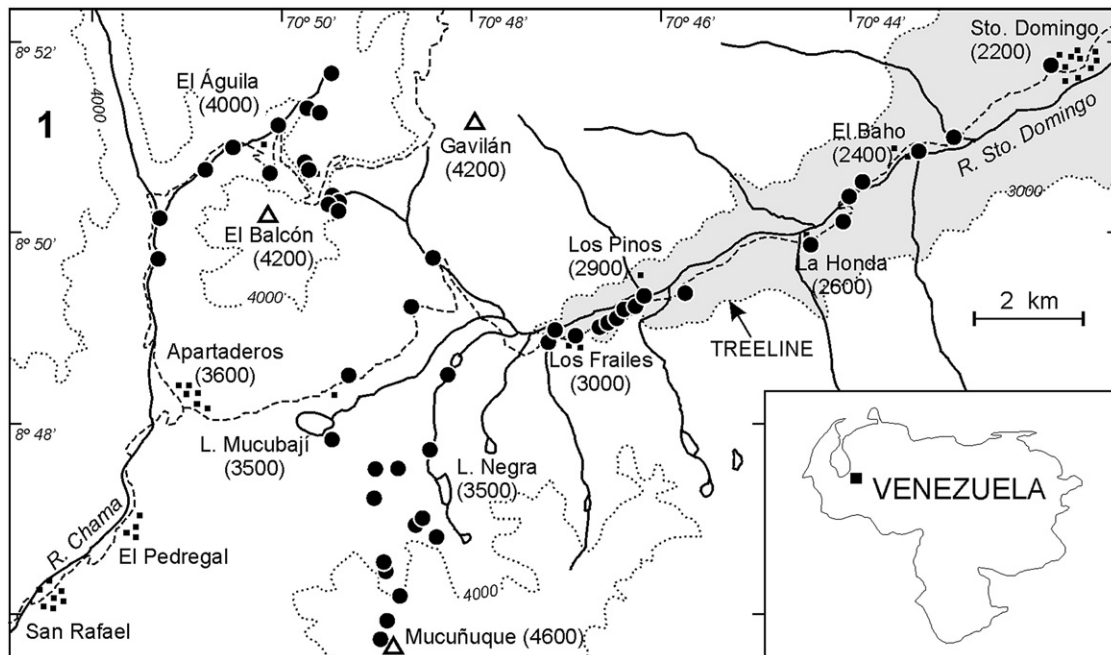 70° 50'
70° 48'
70° 46'
70° 44'
8° 52'
4000
1
El Águila
(4000)
Gavilán
(4200)
Sto. Domingo
(2200)
El Baho
(2400)
R. Sto. Domingo
3000
8° 50'
El Balcón
(4200)
4000
Los Pinos
(2900)
La Honda
(2600)
2 km
TREELINE
Los Frailes
(3000)
Apartaderos
(3600)
8° 48'
L. Mucubají
(3500)
L. Negra
(3500)
R. Chama
El Pedregal
San Rafael
4000
Mucuñuque (4600)
VENEZUELA